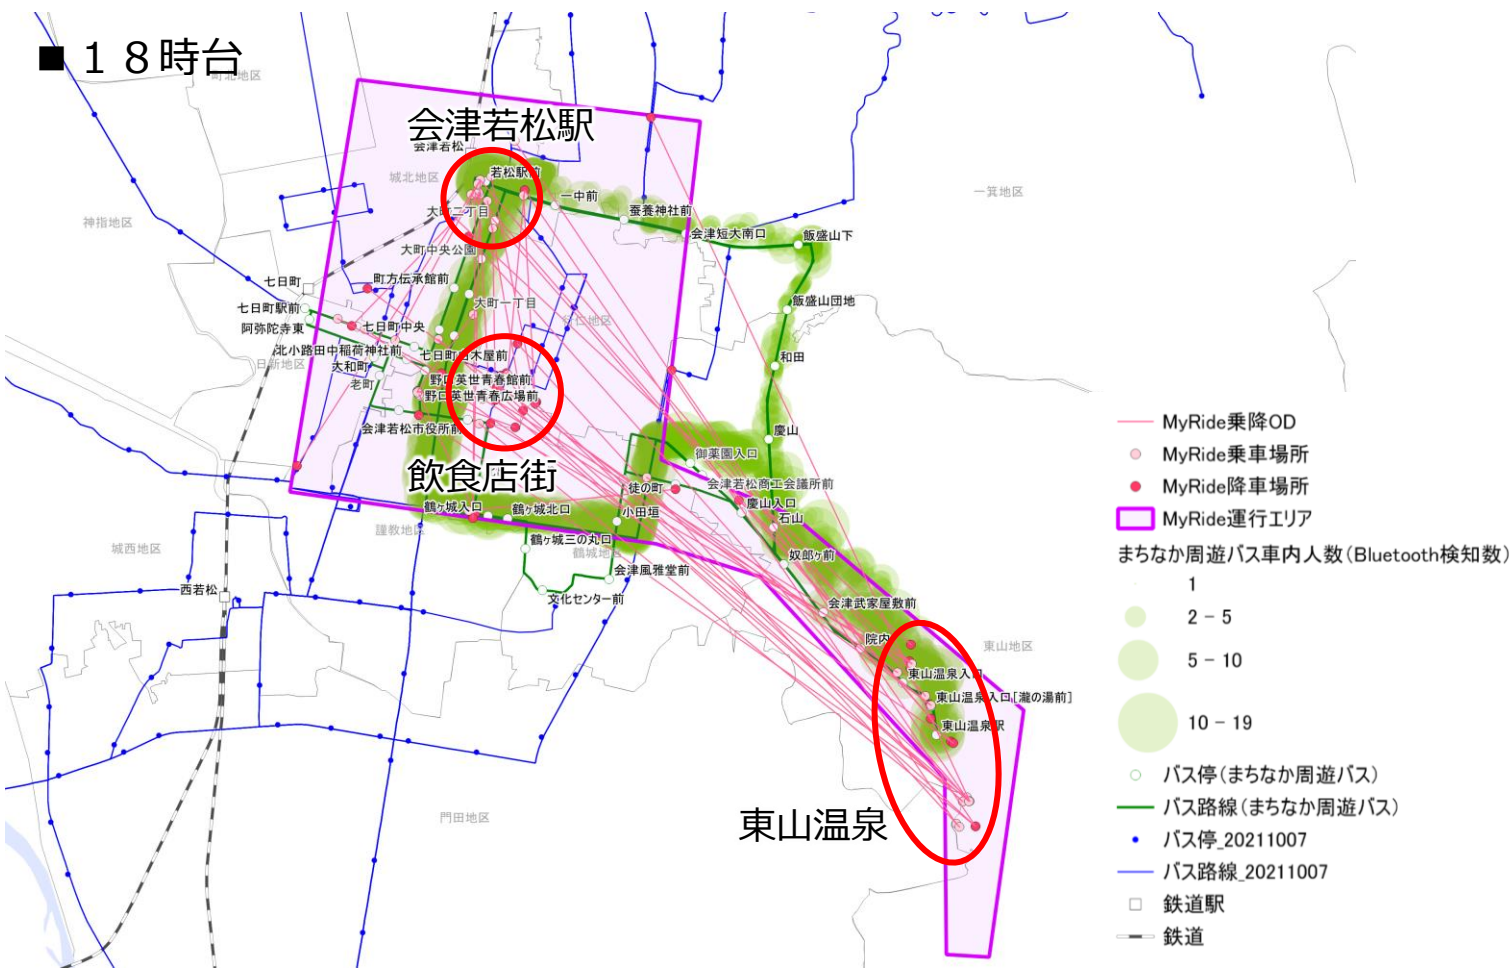 ■１８時台
町北地区
会津若松駅
会津若松
若松駅前
城北地区
一中前
一箕地区
蚕養神社前
大町二丁目
神指地区
会津短大南口
飯盛山下
大町中央公園
七日町
町方伝承館前
七日町駅前
大町一丁目
飯盛山団地
阿弥陀寺東
七日町中央
北小路田中稲荷神社前
和田
日新地区
大和町
野口英世青春館前
老町
野口英世青春広場前
会津若松市役所前
慶山
御薬園入口
飲食店街
徒の町
会津若松商工会議所前
慶山入口
鶴ヶ城入口
鶴ヶ城北口
小田垣
石山
謹教地区
鶴ヶ城三の丸口
城西地区
奴郎ヶ前
会津風雅堂前
西若松
文化センター前
会津武家屋敷前
院内
東山地区
東山温泉入口
東山温泉入口[瀧の湯前]
東山温泉駅
門田地区
東山温泉
MyRide乗降OD
MyRide乗車場所
MyRide降車場所
MyRide運行エリア
まちなか周遊バス車内人数(Bluetooth検知数)
1
2 - 5
5 - 10
10 - 19
バス停(まちなか周遊バス)
バス路線(まちなか周遊バス)
バス停_20211007
バス路線_20211007
鉄道駅
鉄道